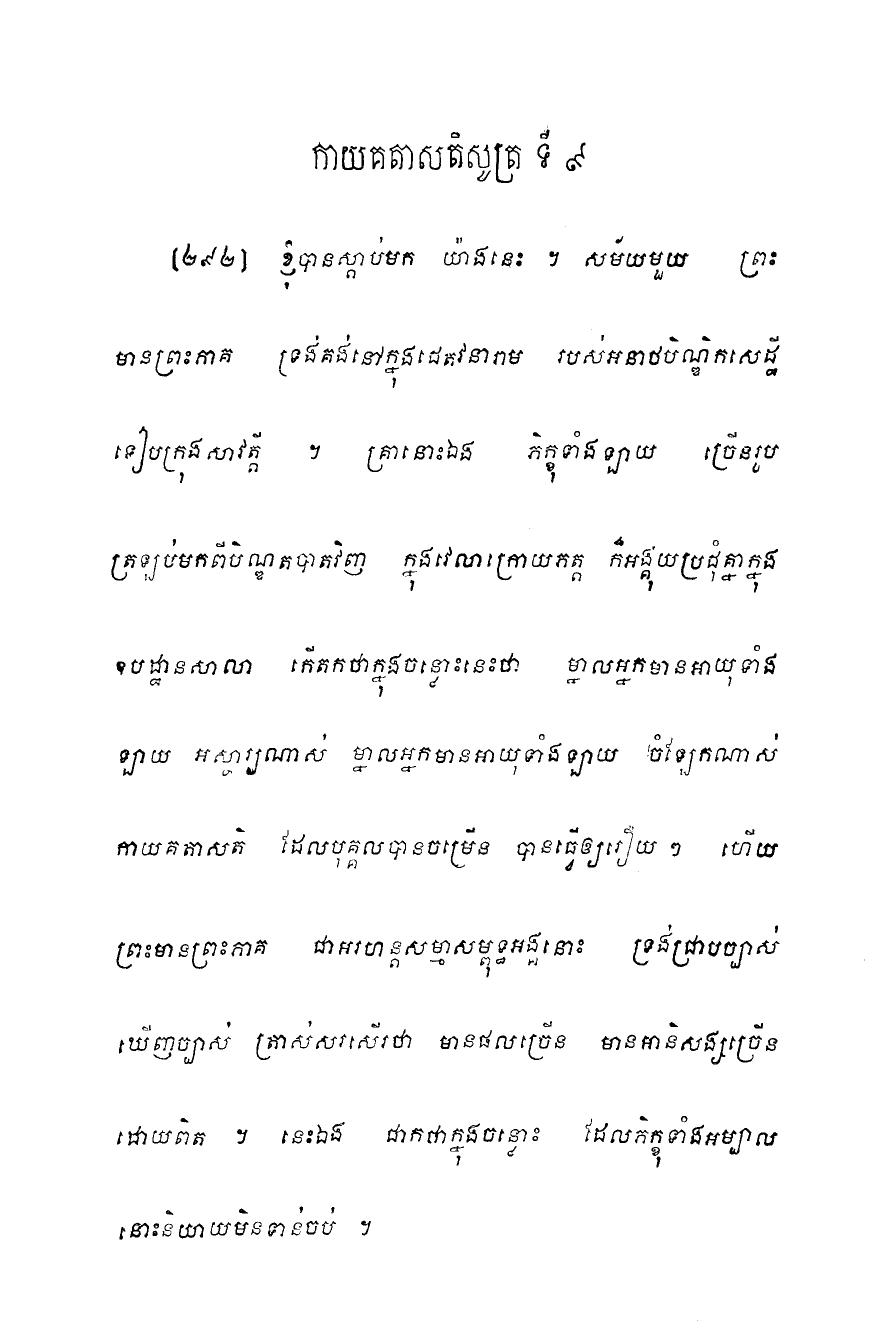 កាយគតាសតិសូត្រ ទី ៩
[២៩២] ខ្ញុំបានស្តាប់មក យ៉ាងនេះ ។ សម័យមួយ ព្រះ
មានព្រះភាគ ទ្រង់គង់នៅក្នុងជេតវនារាម របស់អនាថបិណ្ឌិកសេដ្ឋី
ទៀបក្រុងសាវត្ថី ។ គ្រានោះឯង ភិក្ខុទាំងឡាយ ច្រើនរូប
ត្រឡប់មកពីបិណ្ឌបាតវិញ ក្នុងវេលាក្រោយភត្ត ក៏អង្គុយប្រជុំគ្នាក្នុង
ឧបដ្ឋានសាលា កើតកថាក្នុងចន្លោះនេះថា ម្នាលអ្នកមានអាយុទាំង
ឡាយ អស្ចារ្យណាស់ ម្នាលអ្នកមានអាយុទាំងឡាយ ចំឡែកណាស់
កាយគតាសតិ ដែលបុគ្គលបានចម្រើន បានធ្វើឲ្យរឿយ ៗ ហើយ
ព្រះមានព្រះភាគ ជាអរហន្តសម្មាសម្ពុទ្ធអង្គនោះ ទ្រង់ជ្រាបច្បាស់
ឃើញច្បាស់ ត្រាស់សរសើរថា មានផលច្រើន មានអានិសង្សច្រើន
ដោយពិត ។ នេះឯង ជាកថាក្នុងចន្លោះ ដែលភិក្ខុទាំងអម្បាល
នោះនិយាយមិនទាន់ចប់ ។